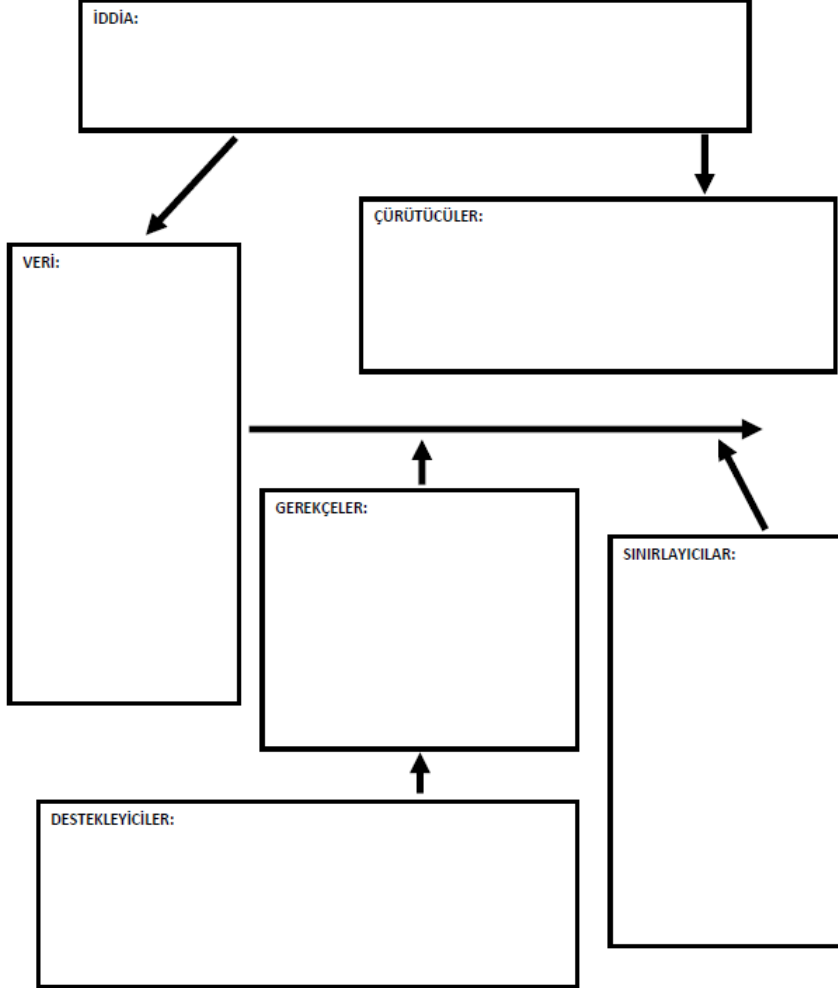 İDDİA:
ÇÜRÜTÜCÜLER:
VERİ:
GEREKÇELER:
SINIRLAYICILAR:
DESTEKLEYİCİLER: